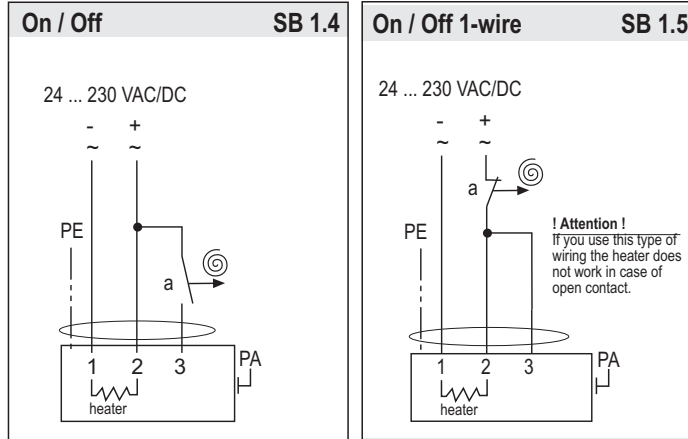 On / Off SB 1.4
24 ... 230 VAC/DC
- +
~ ~
PE
a
1 2 3
PA
heater
On / Off 1-wire SB 1.5
24 ... 230 VAC/DC
- +
~ ~
a
! Attention !
If you use this type of
wiring the heater does
not work in case of
open contact.
PE
1 2 3
PA
heater